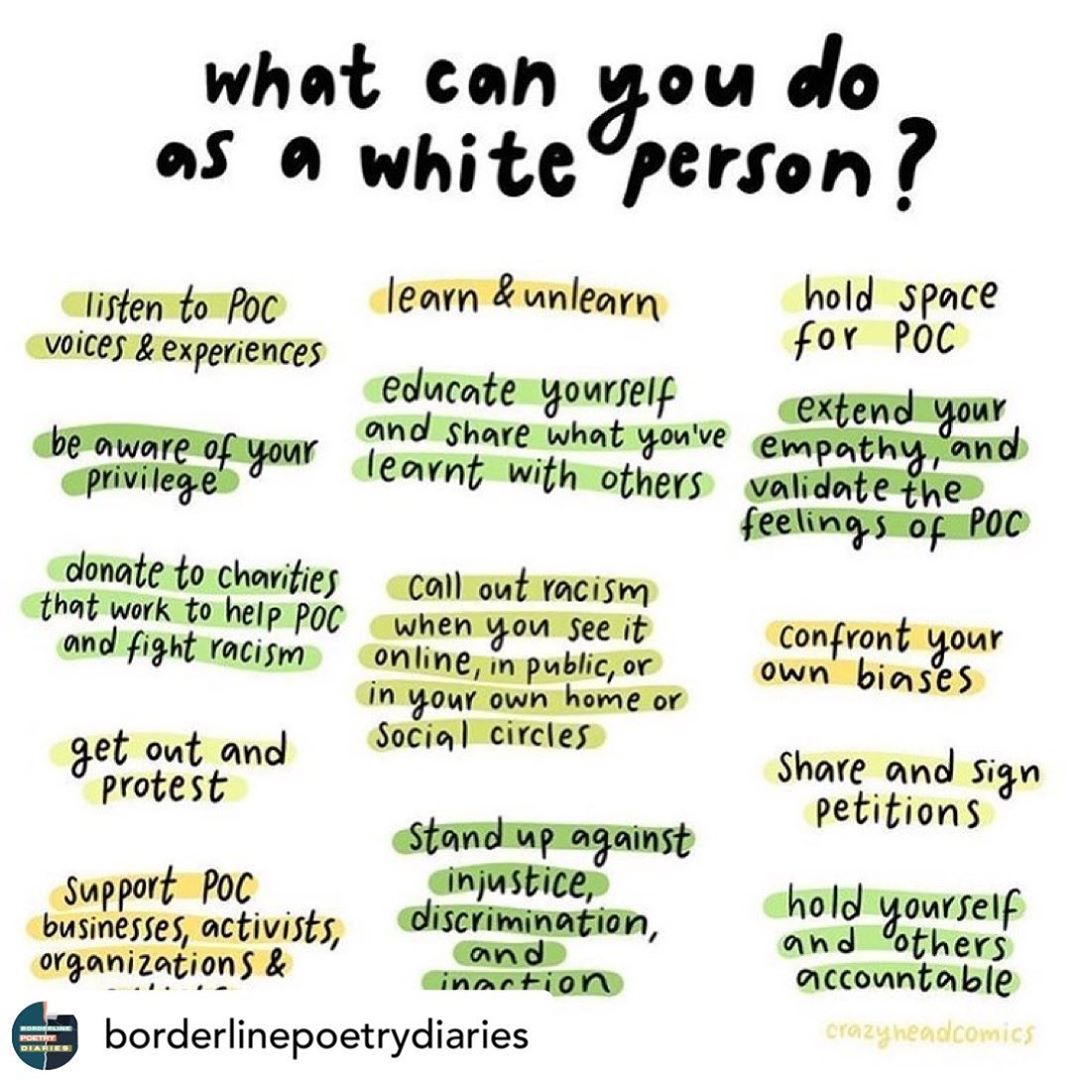 what can you do
as a white person?
listen to POC
voices & experiences
be aware of your
privilege
donate to charities
that work to help POC
and fight racism
get out and
protest
support POC
businesses, activists,
organizations &
learn & unlearn
educate yourself
and share what you've
learnt with others
call out racism
when you see it
online, in public, or
in your own home or
social circles
stand up against
injustice,
discrimination,
and
inaction
hold space
for POC
extend your
empathy, and
validate the
feelings of POC
confront your
own biases
share and sign
petitions
hold yourself
and others
accountable
crazyheadcomics
BORDERLINE
POETRY
DIARIES
borderlinepoetrydiaries